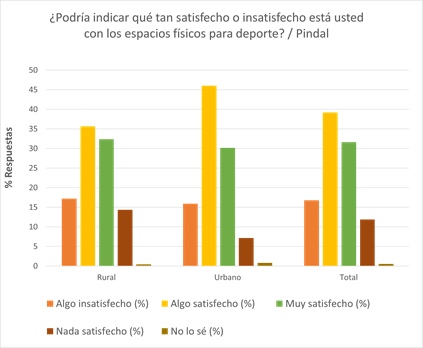 ¿Podría indicar qué tan satisfecho o insatisfecho está usted
con los espacios físicos para deporte? / Pindal
50
45
40
35
30
25
20
15
10
5
0
% Respuestas
Rural Urbano Total
Algo insatisfecho (%) Algo satisfecho (%) Muy satisfecho (%)
Nada satisfecho (%) No lo sé (%)